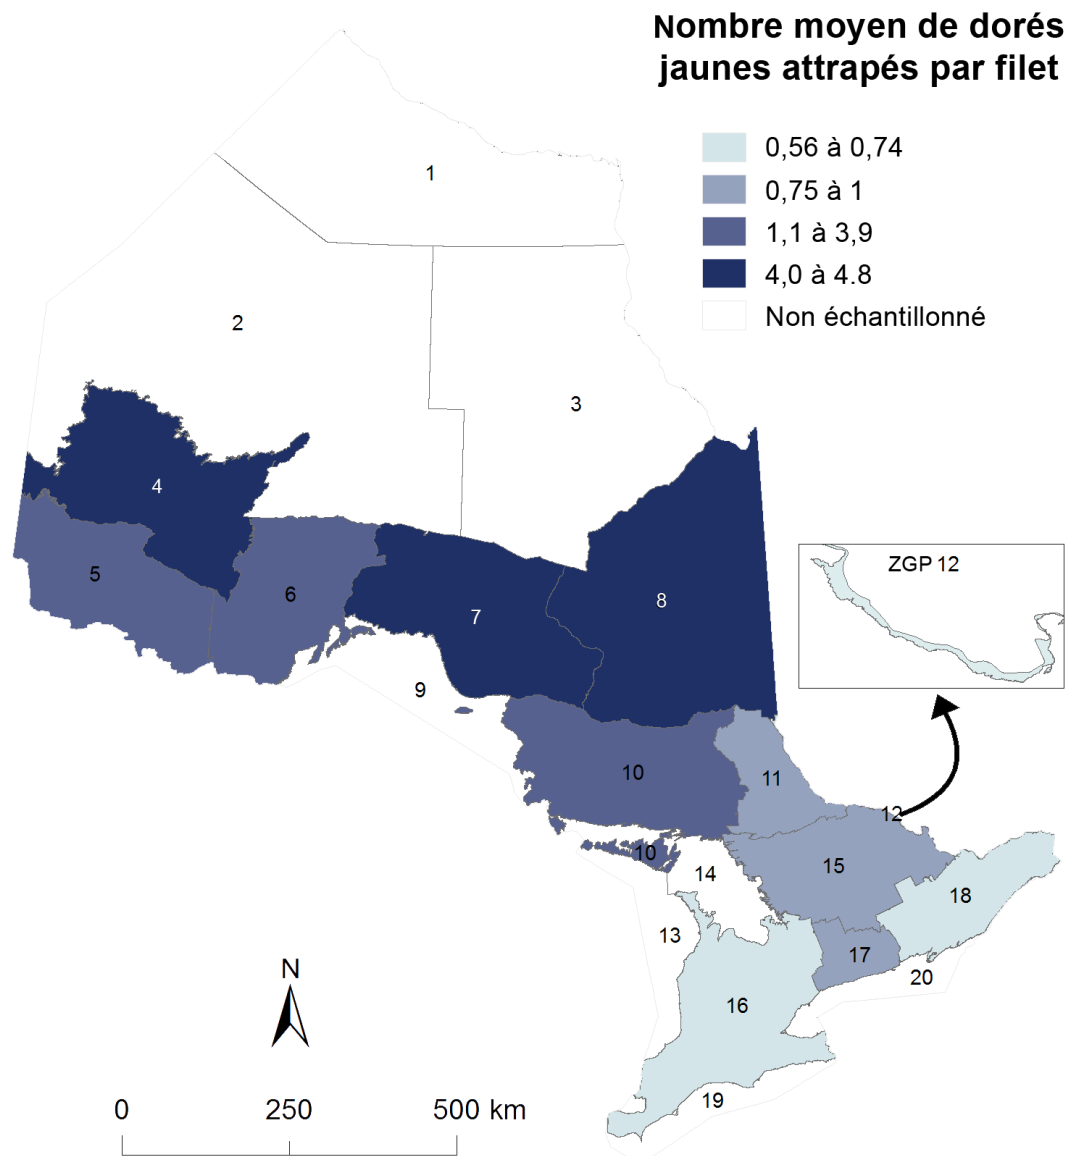 Nombre moyen de dorés
jaunes attrapés par filet
0,56 à 0,74
0,75 à 1
1,1 à 3,9
4,0 à 4.8
Non échantillonné
1
2
3
4
5
6
7
8
ZGP 12
9
10
11
12
10
14
15
18
13
17
20
16
19
N
0 250 500 km